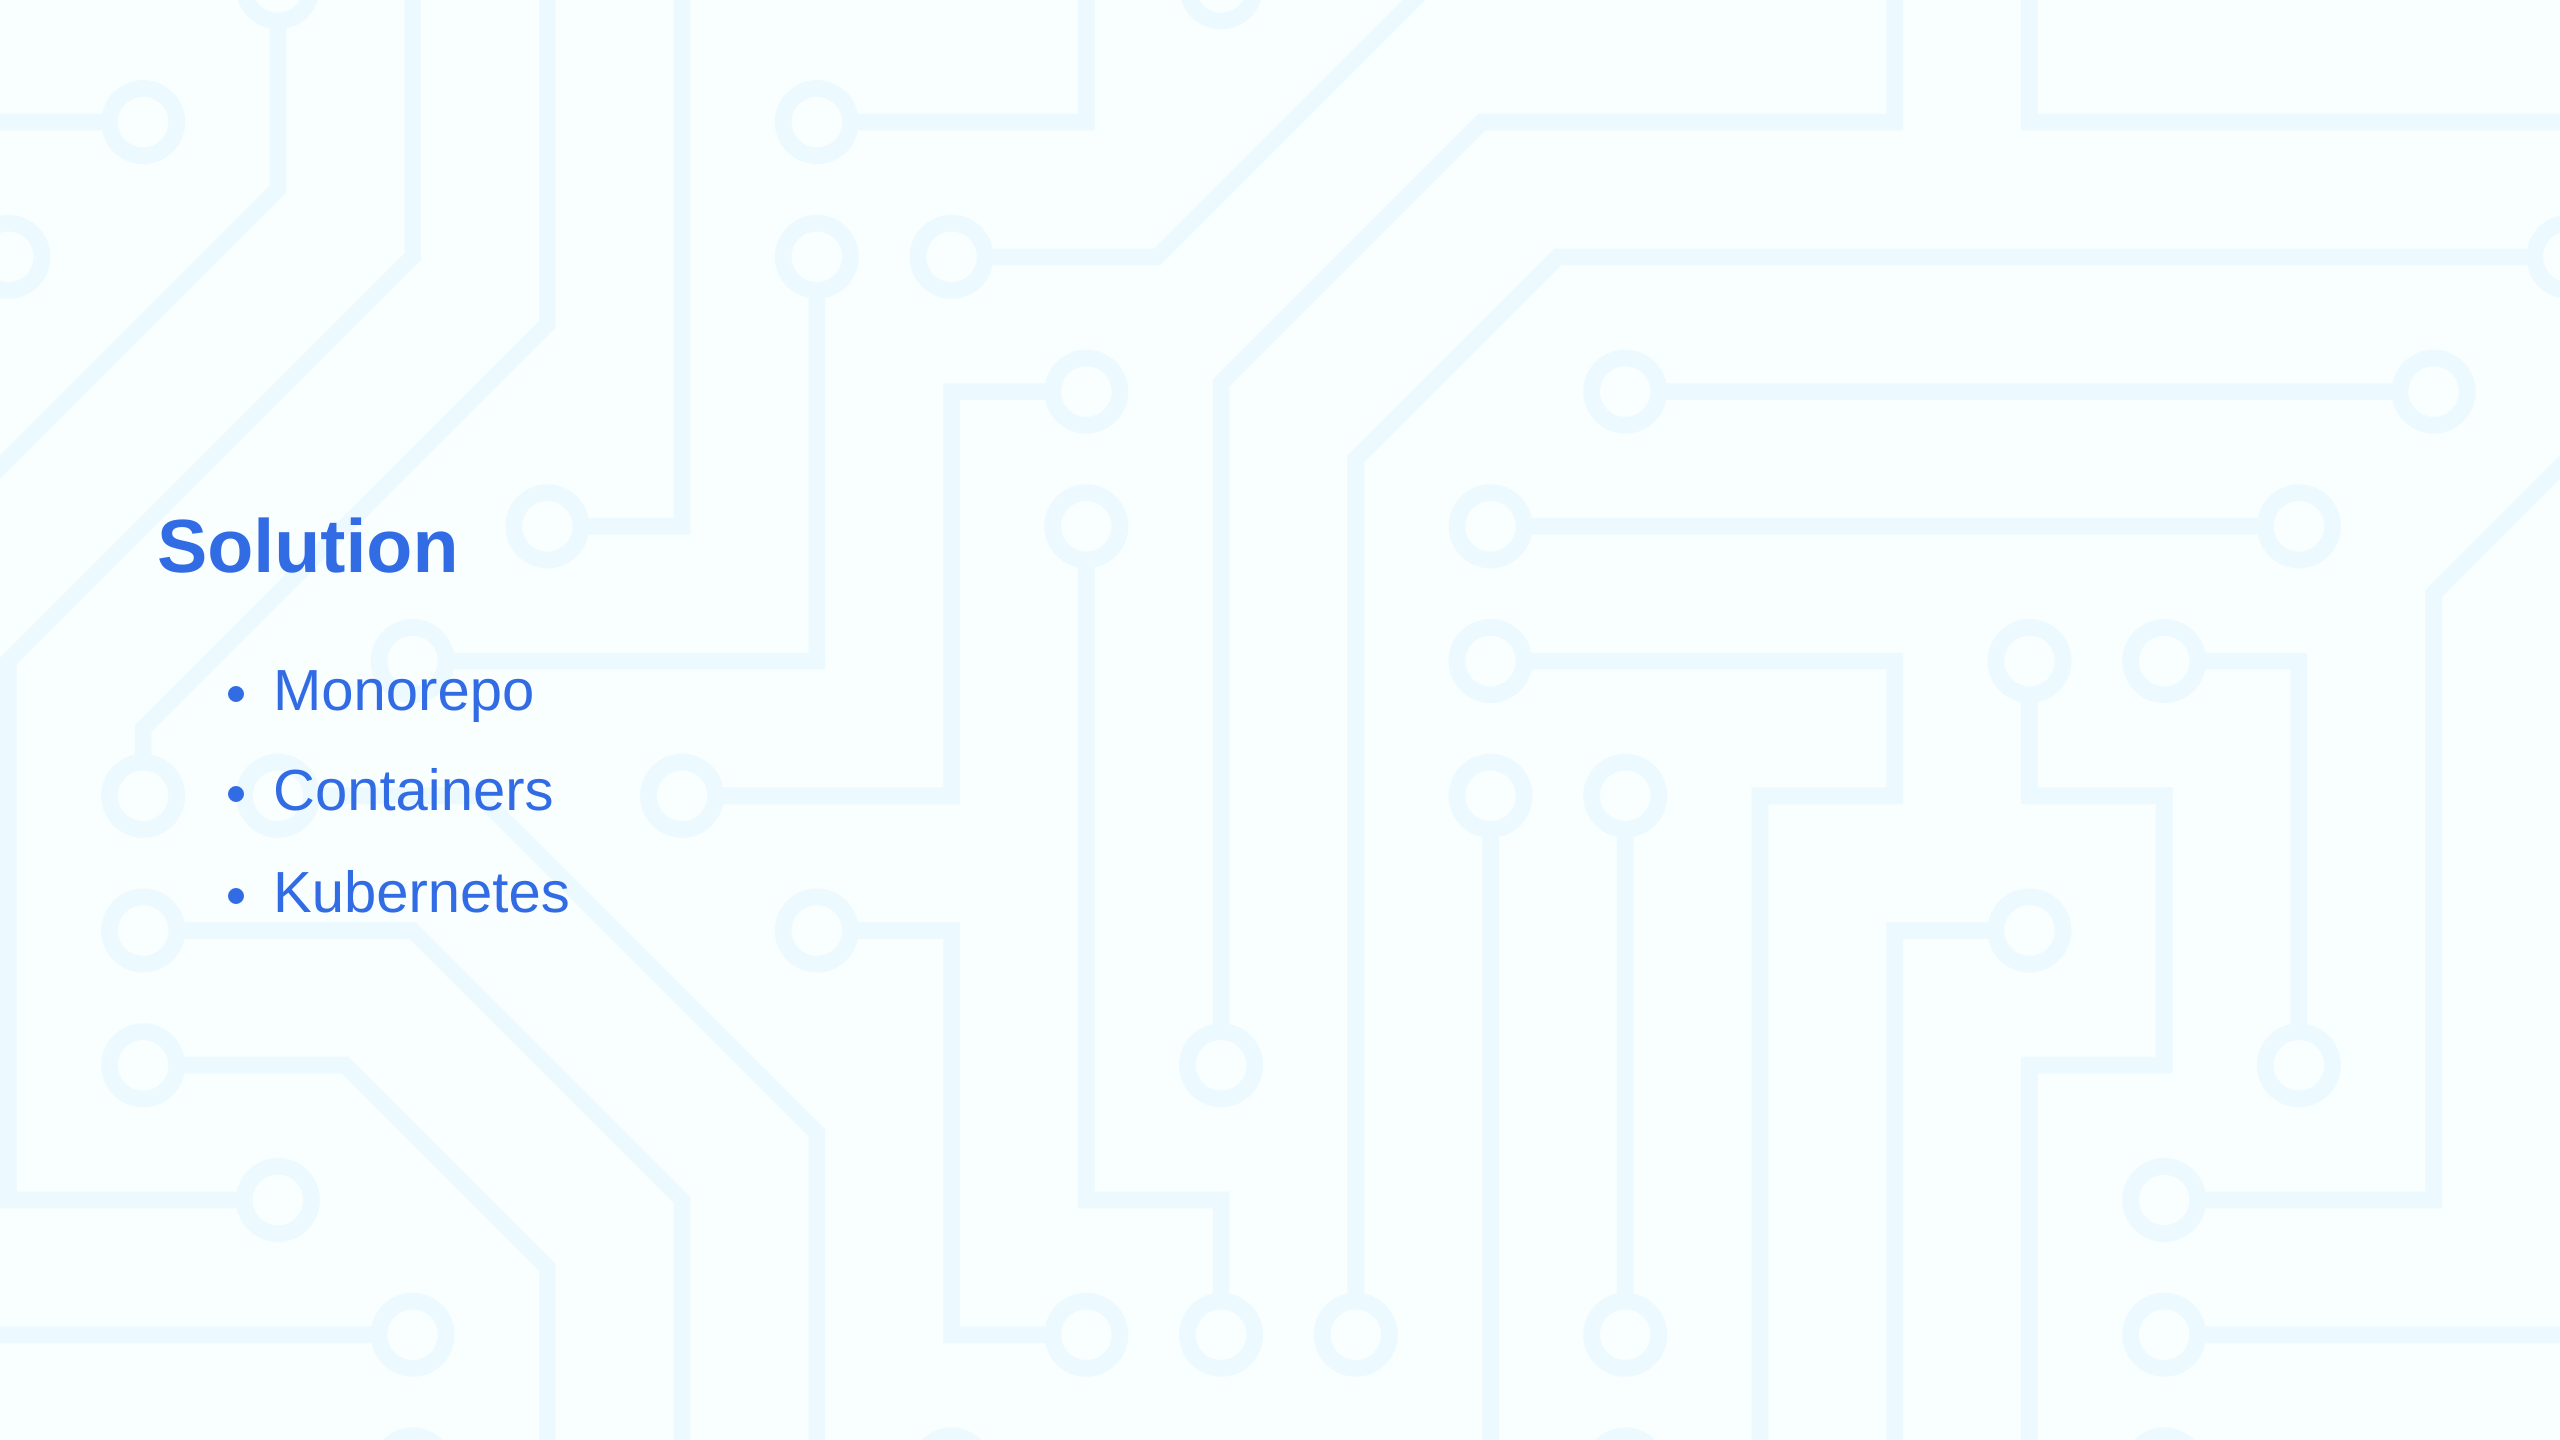 Solution
• Monorepo
• Containers
• Kubernetes